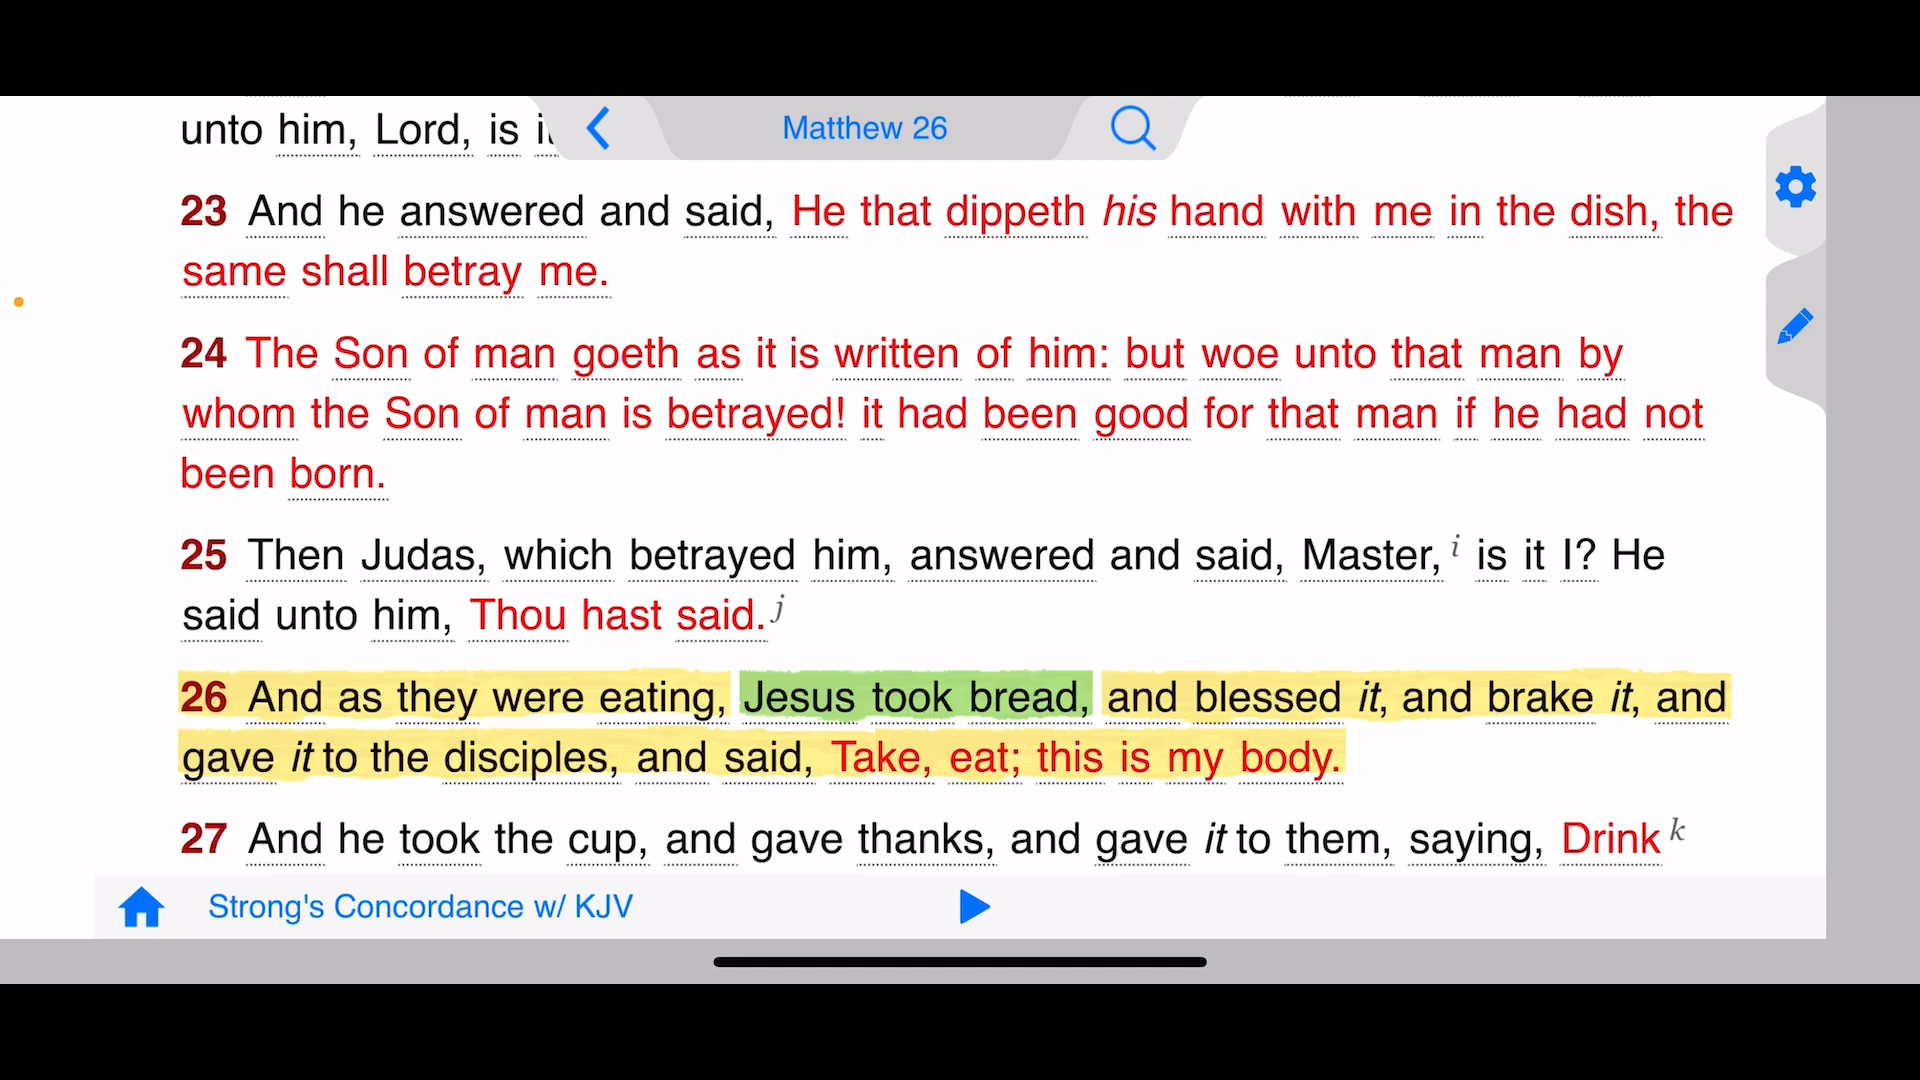 unto him, Lord, is
Matthew 26
23 And he answered and said, He that dippeth his hand with me in the dish, the
same shall betray me.
24 The Son of man goeth as it is written of him: but woe unto that man by
whom the Son of man is betrayed! it had been good for that man if he had not
been born.
25 Then Judas, which betrayed him, answered and said, Master, i is it I? He
said unto him, Thou hast said. j
26 And as they were eating, Jesus took bread, and blessed it, and brake it, and
gave it to the disciples, and said, Take, eat; this is my body.
27 And he took the cup, and gave thanks, and gave it to them, saying, Drink k
Strong's Concordance w/ KJV